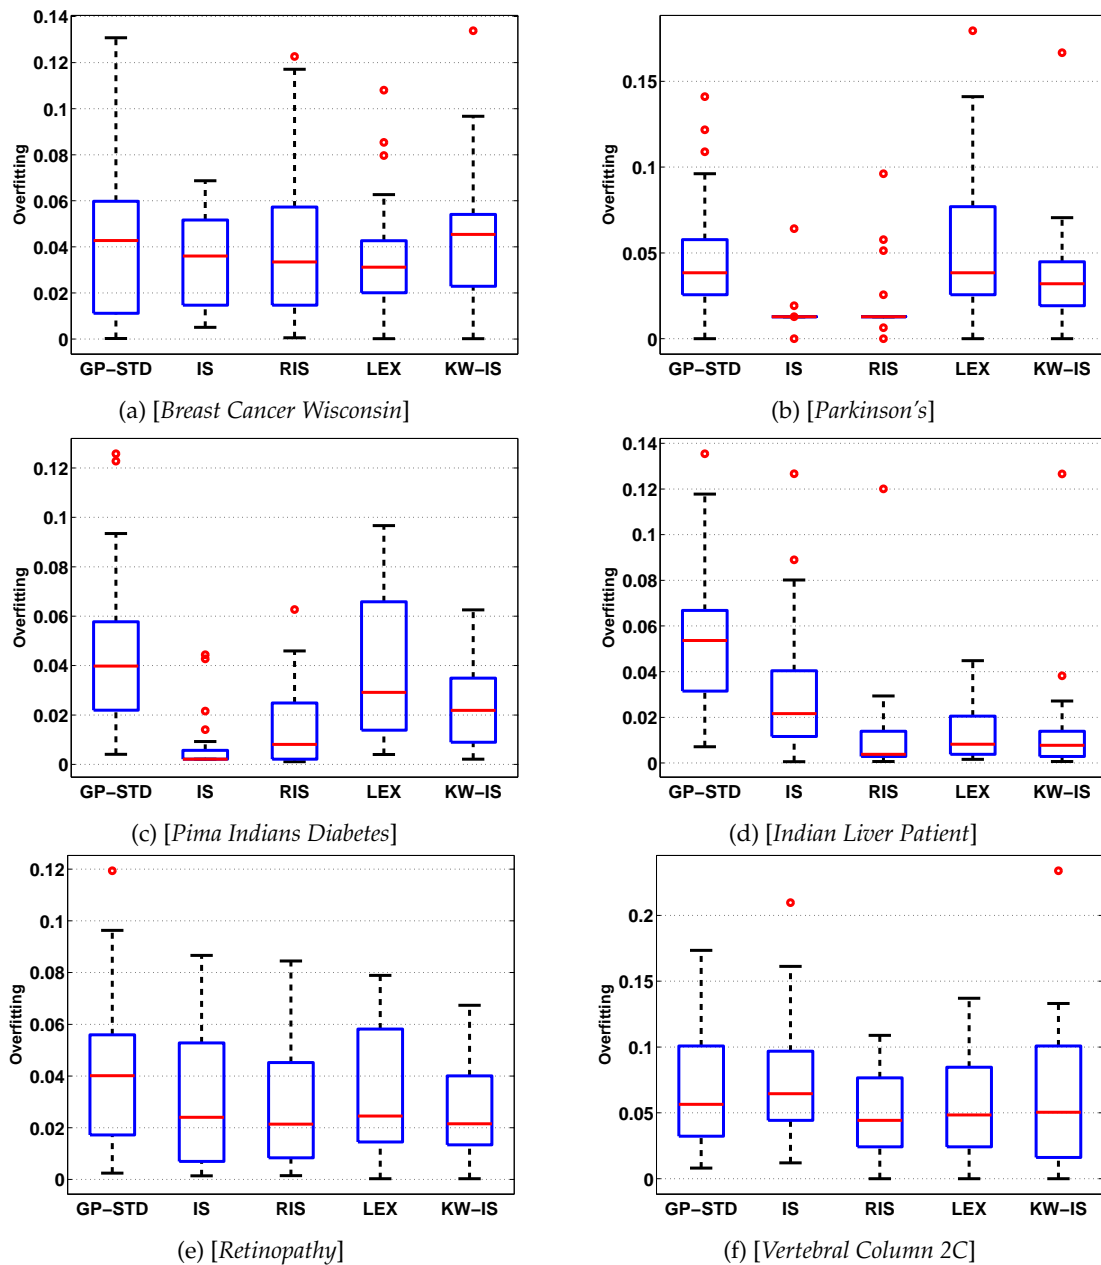 0.14
0.12
0.1
0.08
0.06
0.04
0.02
0
Overfitting
GP–STD IS RIS LEX KW–IS
(a) [Breast Cancer Wisconsin]
0.15
0.1
0.05
0
Overfitting
GP–STD IS RIS LEX KW–IS
(b) [Parkinson's]
0.12
0.1
0.08
0.06
0.04
0.02
0
Overfitting
GP–STD IS RIS LEX KW–IS
(c) [Pima Indians Diabetes]
0.14
0.12
0.1
0.08
0.06
0.04
0.02
0
Overfitting
GP–STD IS RIS LEX KW–IS
(d) [Indian Liver Patient]
0.12
0.1
0.08
0.06
0.04
0.02
0
Overfitting
GP–STD IS RIS LEX KW–IS
(e) [Retinopathy]
0.2
0.15
0.1
0.05
0
Overfitting
GP–STD IS RIS LEX KW–IS
(f) [Vertebral Column 2C]